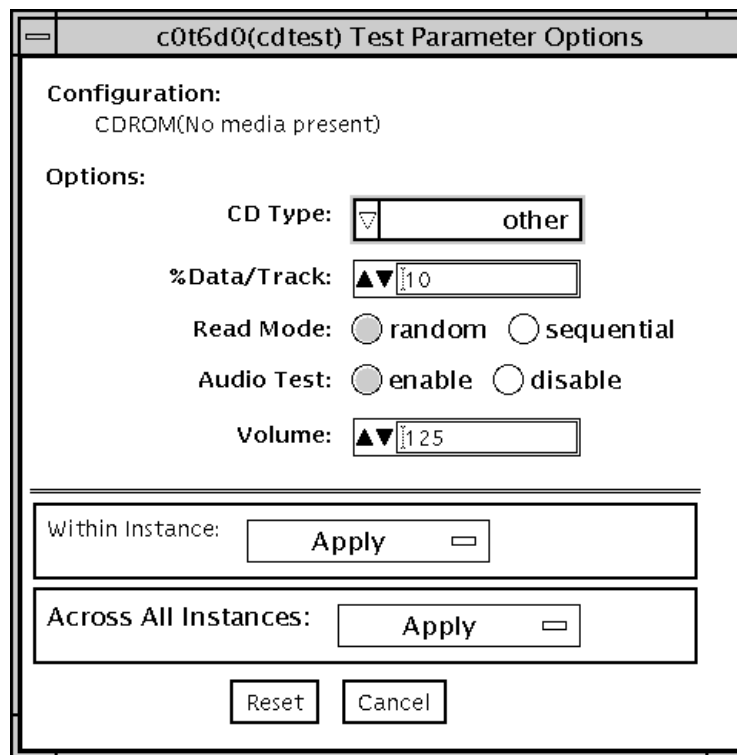 c0t6d0(cdtest) Test Parameter Options
Configuration:
CDROM(No media present)
Options:
CD Type: other
%Data/Track: 10
Read Mode: random sequential
Audio Test: enable disable
Volume: 125
Within Instance: Apply
Across All Instances: Apply
Reset Cancel